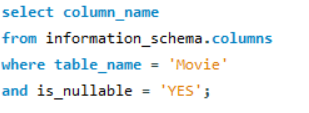 select column_name
from information_schema.columns
where table_name = 'Movie'
and is_nullable = 'YES';